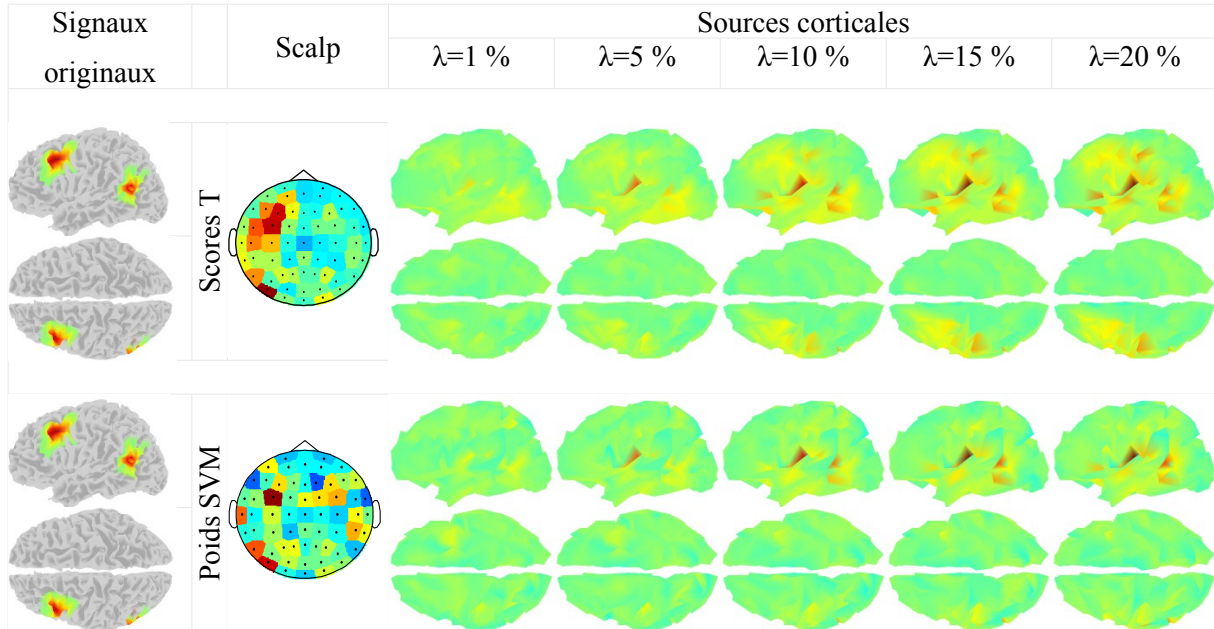 Signaux
originaux
Scalp
Sources corticales
λ=1 %
λ=5 %
λ=10 %
λ=15 %
λ=20 %
Scores T
Poids SVM